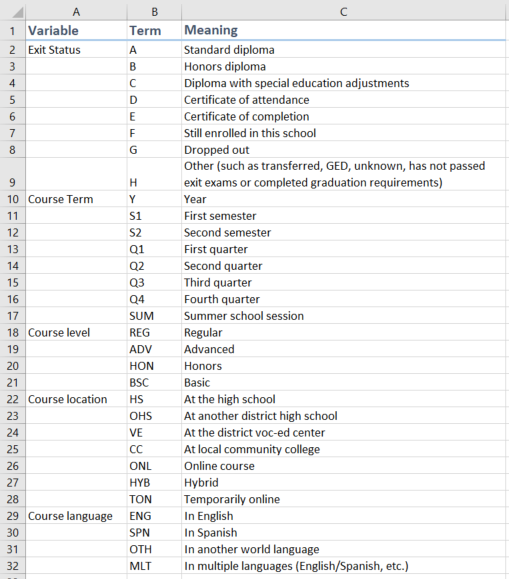 A B C
1 Variable Term Meaning
2 Exit Status A Standard diploma
3 B Honors diploma
4 C Diploma with special education adjustments
5 D Certificate of attendance
6 E Certificate of completion
7 F Still enrolled in this school
8 G Dropped out
Other (such as transferred, GED, unknown, has not passed
9 H exit exams or completed graduation requirements)
10 Course Term Y Year
11 S1 First semester
12 S2 Second semester
13 Q1 First quarter
14 Q2 Second quarter
15 Q3 Third quarter
16 Q4 Fourth quarter
17 SUM Summer school session
18 Course level REG Regular
19 ADV Advanced
20 HON Honors
21 BSC Basic
22 Course location HS At the high school
23 OHS At another district high school
24 VE At the district voc-ed center
25 CC At local community college
26 ONL Online course
27 HYB Hybrid
28 TON Temporarily online
29 Course language ENG In English
30 SPN In Spanish
31 OTH In another world language
32 MLT In multiple languages (English/Spanish, etc.)